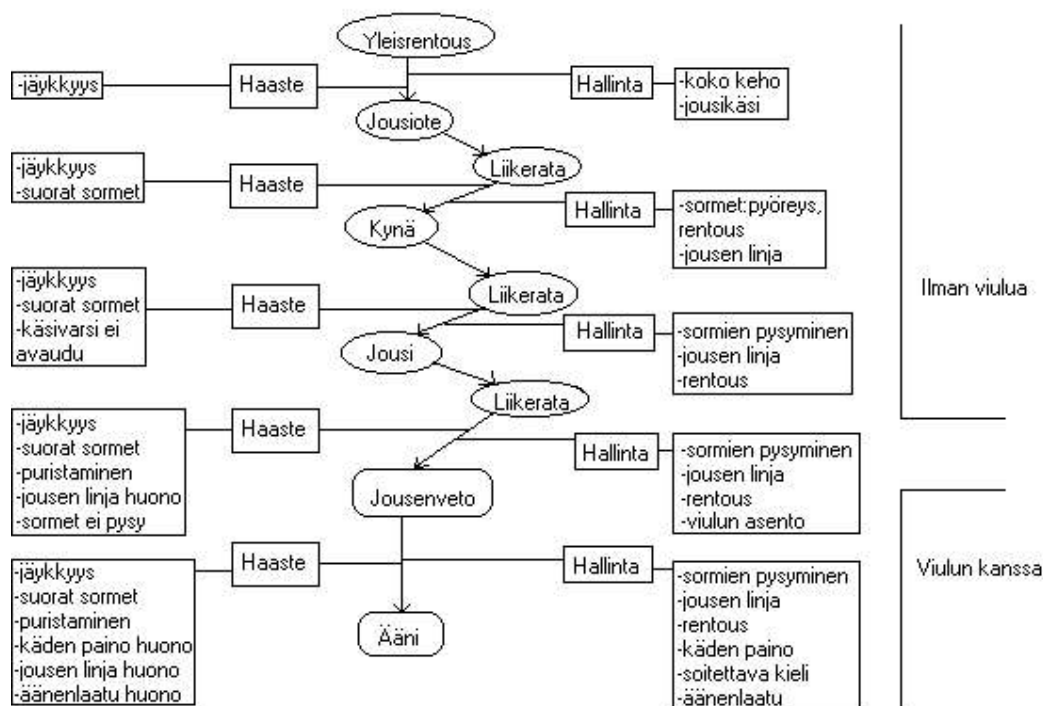 Yleisrentous
-jäykkyys
Haaste
Hallinta
-koko keho
-jousikäsi
Jousiote
-jäykkyys
-suorat sormet
Haaste
Liikerata
Hallinta
-sormet:pyöreys,
rentous
-jousen linja
Kynä
-jäykkyys
-suorat sormet
-käsivarsi ei
avaudu
Haaste
Liikerata
Hallinta
-sormien pysyminen
-jousen linja
-rentous
Jousi
Ilman viulua
Liikerata
-jäykkyys
-suorat sormet
-puristaminen
-jousen linja huono
-sormet ei pysy
Haaste
Hallinta
-sormien pysyminen
-jousen linja
-rentous
-viulun asento
Jousenveto
-jäykkyys
-suorat sormet
-puristaminen
-käden paino huono
-jousen linja huono
-äänenlaatu huono
Haaste
Hallinta
-sormien pysyminen
-jousen linja
-rentous
-käden paino
-soitettava kieli
-äänenlaatu
Viulun kanssa
Ääni